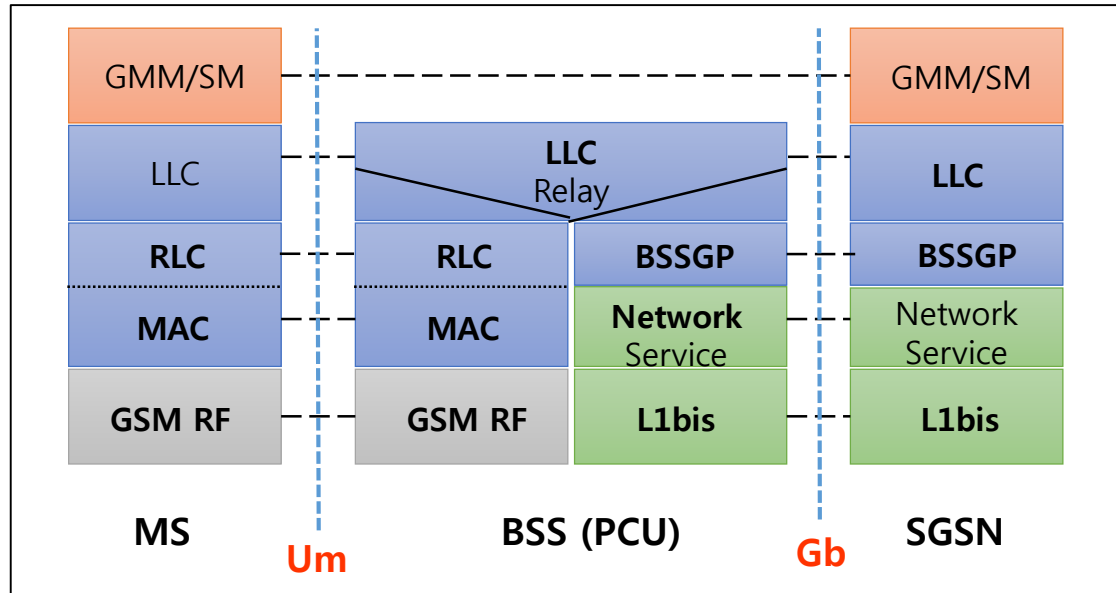 GMM/SM
GMM/SM
LLC
LLC
Relay
LLC
RLC
RLC
BSSGP
BSSGP
MAC
MAC
Network
Service
Network
Service
GSM RF
GSM RF
L1bis
L1bis
MS
BSS (PCU)
SGSN
Um
Gb